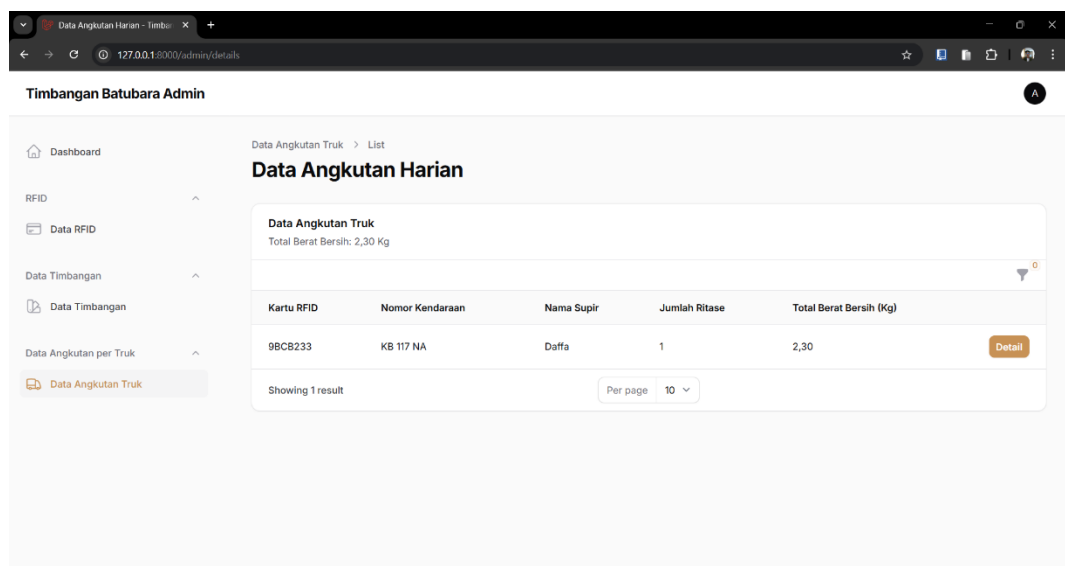 Data Angkutan Harian - Timba
127.0.0.1:8000/admin/details
Timbangan Batubara Admin
A
Dashboard
RFID
Data RFID
Data Timbangan
Data Timbangan
Data Angkutan per Truk
Data Angkutan Truk
Data Angkutan Truk > List
Data Angkutan Harian
Data Angkutan Truk
Total Berat Bersih: 2,30 Kg
0
Kartu RFID Nomor Kendaraan Nama Supir Jumlah Ritase Total Berat Bersih (Kg)
9BCB233 KB 117 NA Daffa 1 2,30 Detail
Showing 1 result Per page 10